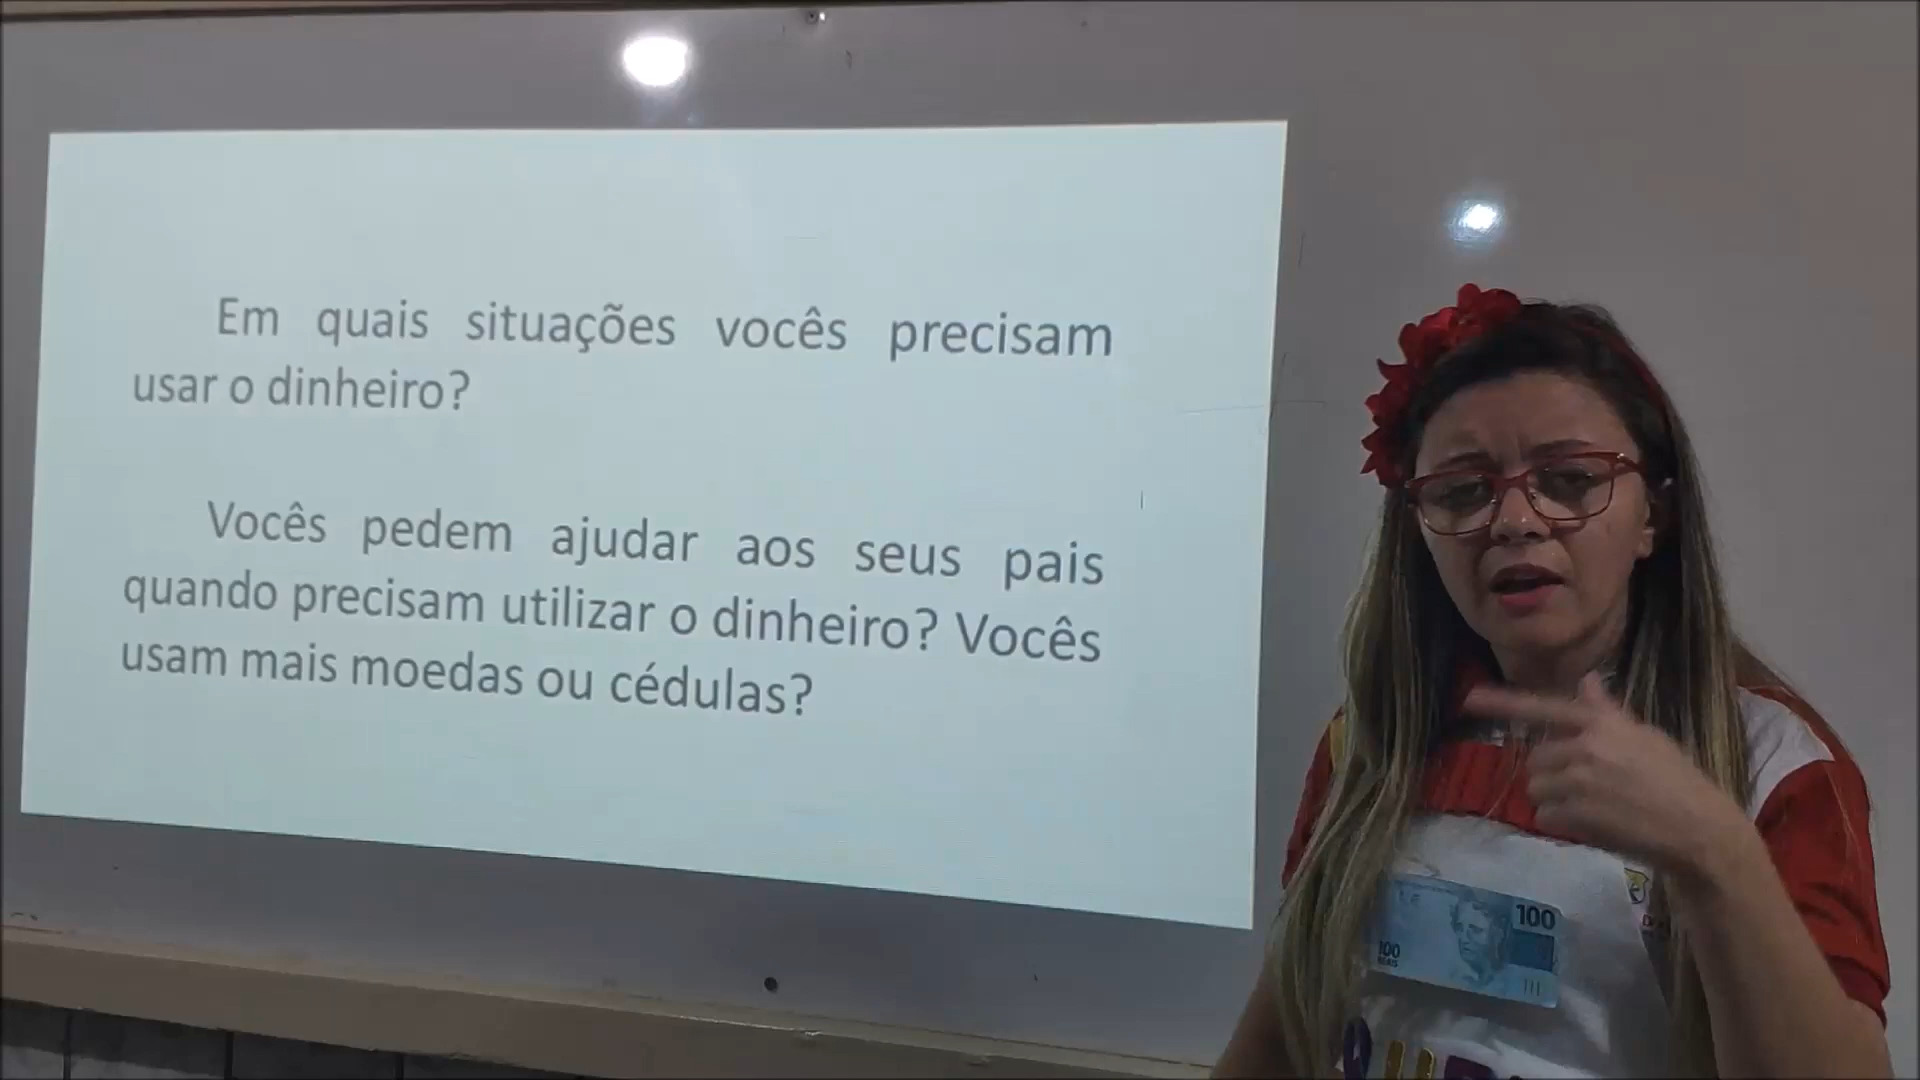 Em quais situações vocês precisam
usar o dinheiro?
Vocês pedem ajudar aos seus pais
quando precisam utilizar o dinheiro? Vocês
usam mais moedas ou cédulas?
100
100
REAIS